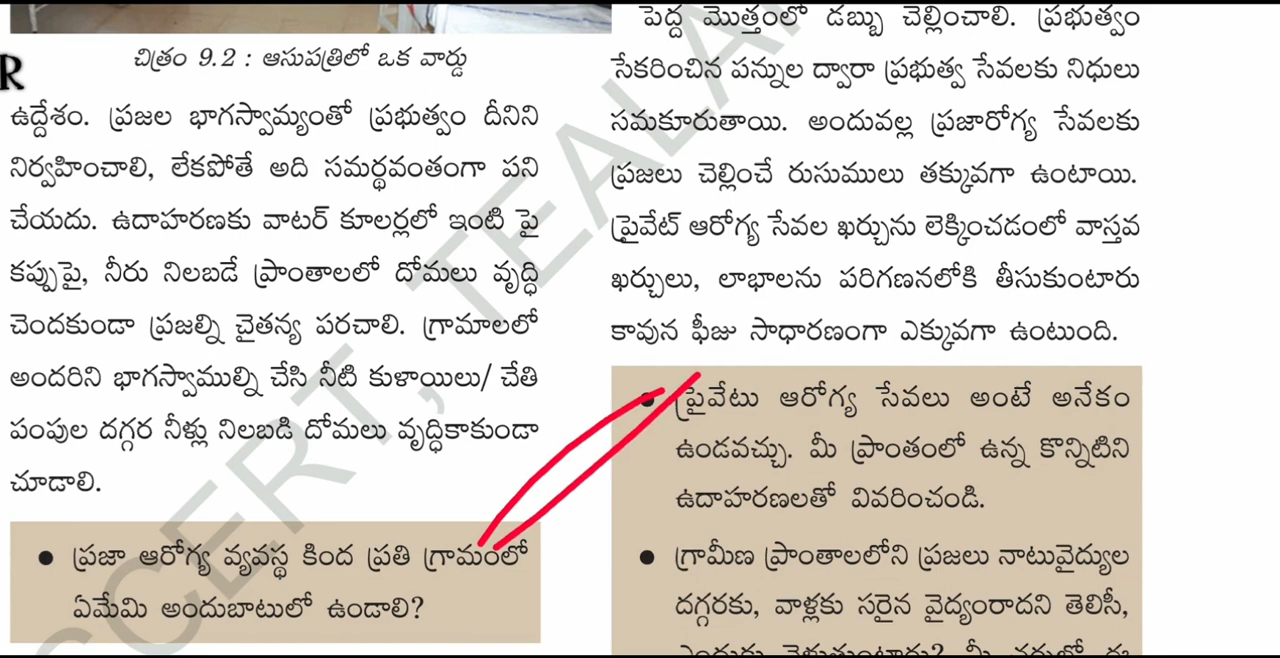 చిత్రం 9.2 : ఆసుపత్రిలో ఒక వార్డు
R
ఉద్దేశం. ప్రజల భాగస్వామ్యంతో ప్రభుత్వం దీనిని
నిర్వహించాలి, లేకపోతే అది సమర్థవంతంగా పని
చేయదు. ఉదాహరణకు వాటర్ కూలర్లలో ఇంటి పై
కప్పుపై, నీరు నిలబడే ప్రాంతాలలో దోమలు వృద్ధి
చెందకుండా ప్రజల్ని చైతన్య పరచాలి. గ్రామాలలో
అందరిని భాగస్వాముల్ని చేసి నీటి కుళాయిలు/ చేతి
పంపుల దగ్గర నీళ్లు నిలబడి దోమలు వృద్ధికాకుండా
చూడాలి.
• ప్రజా ఆరోగ్య వ్యవస్థ కింద ప్రతి గ్రామంలో
ఏమేమి అందుబాటులో ఉండాలి?
పెద్ద మొత్తంలో డబ్బు చెల్లించాలి. ప్రభుత్వం
సేకరించిన పన్నుల ద్వారా ప్రభుత్వ సేవలకు నిధులు
సమకూరుతాయి. అందువల్ల ప్రజారోగ్య సేవలకు
ప్రజలు చెల్లించే రుసుములు తక్కువగా ఉంటాయి.
ప్రైవేట్ ఆరోగ్య సేవల ఖర్చును లెక్కించడంలో వాస్తవ
ఖర్చులు, లాభాలను పరిగణనలోకి తీసుకుంటారు
కావున ఫీజు సాధారణంగా ఎక్కువగా ఉంటుంది.
• ప్రైవేటు ఆరోగ్య సేవలు అంటే అనేకం
ఉండవచ్చు. మీ ప్రాంతంలో ఉన్న కొన్నిటిని
ఉదాహరణలతో వివరించండి.
• గ్రామీణ ప్రాంతాలలోని ప్రజలు నాటువైద్యుల
దగ్గరకు, వాళ్లకు సరైన వైద్యంరాదని తెలిసీ,
SCERT, TEALA